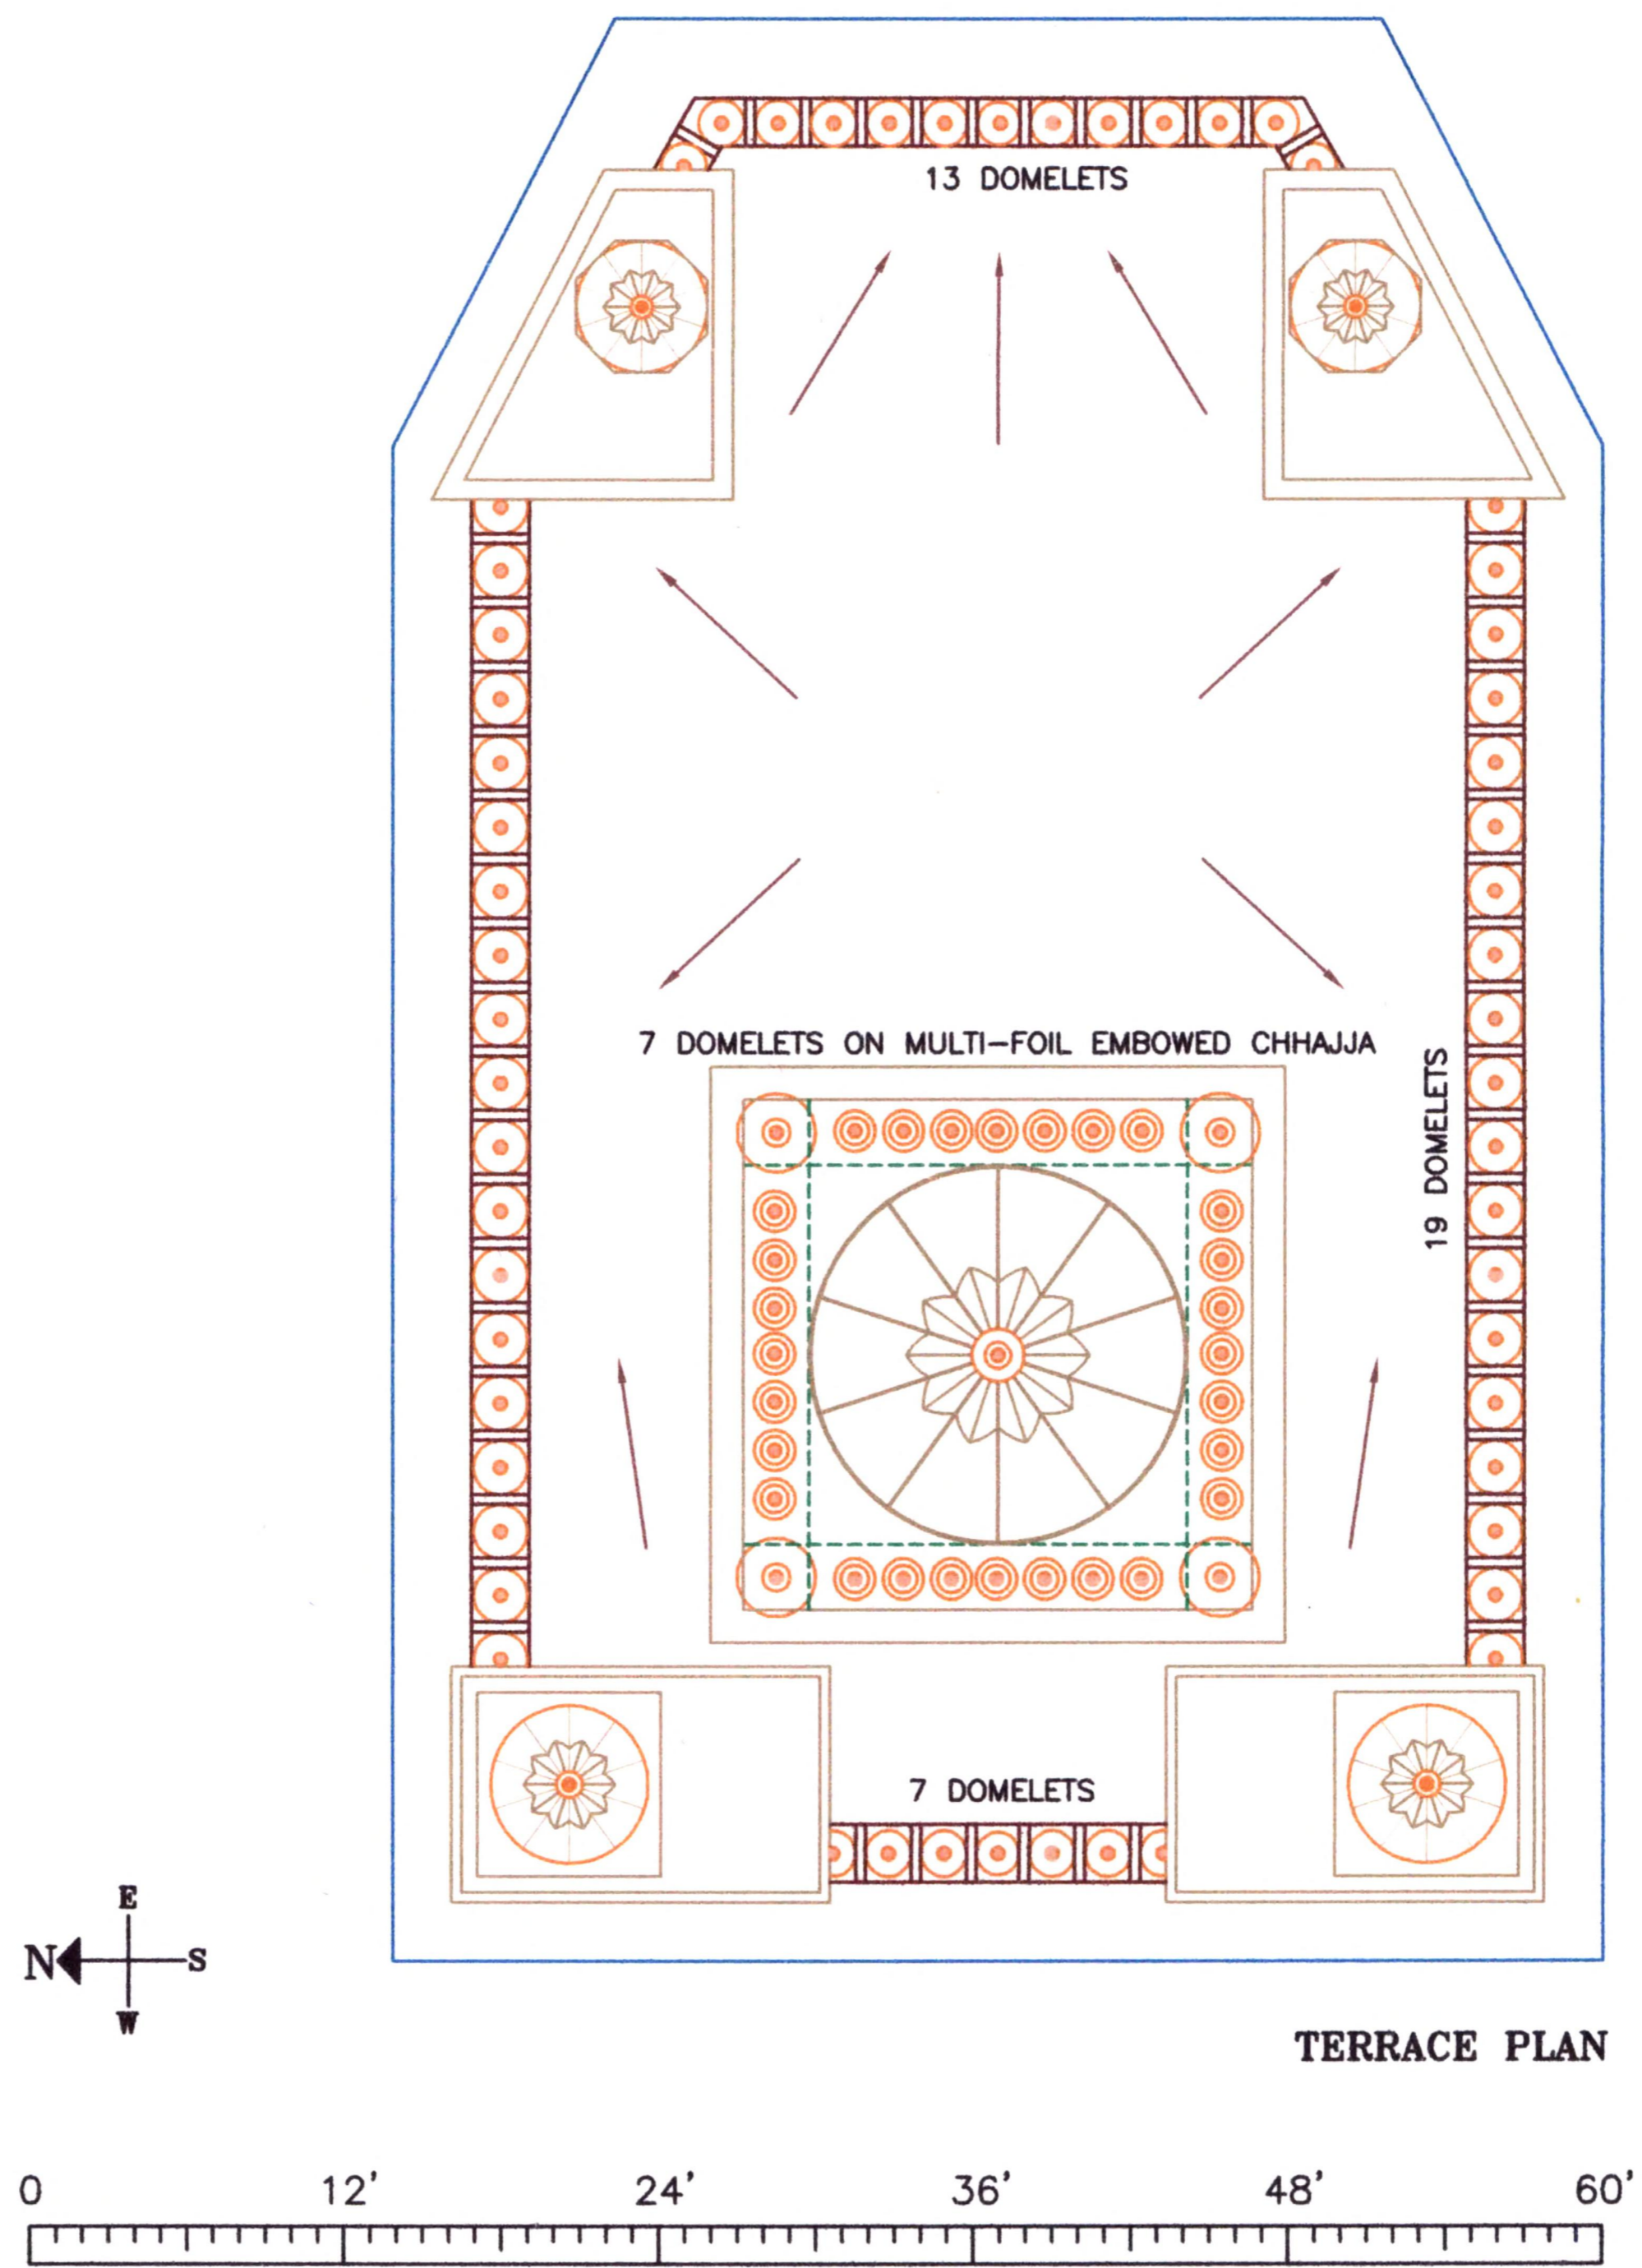 13 DOMELETS
7 DOMELETS ON MULTI-FOIL EMBOWED CHHAJJA
19 DOMELETS
7 DOMELETS
E
N S
W
TERRACE PLAN
0 12' 24' 36' 48' 60'